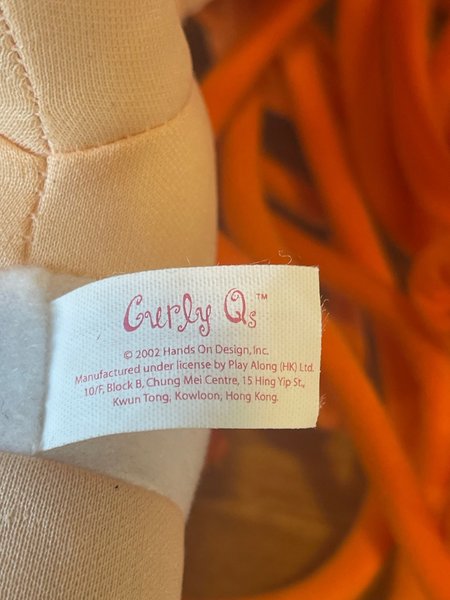 Curly Qs™
© 2002 Hands On Design, Inc.
Manufactured under license by Play Along (HK) Ltd.
10/F, Block B, Chung Mei Centre, 15 Hing Yip St.,
Kwun Tong, Kowloon, Hong Kong.